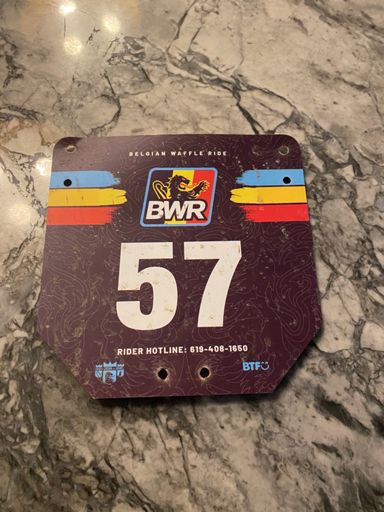 BELGIAN WAFFLE RIDE
BWR
57
RIDER HOTLINE: 619-408-1650
BTF